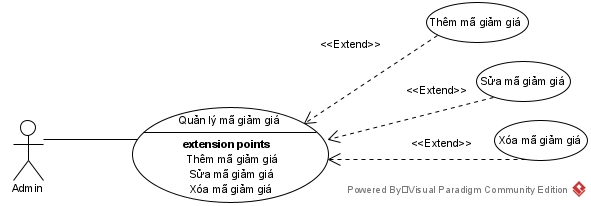 Thêm mã giảm giá
<<Extend>>
Sửa mã giảm giá
<<Extend>>
Quản lý mã giảm giá
<<Extend>>
Xóa mã giảm giá
extension points
Thêm mã giảm giá
Sửa mã giảm giá
Xóa mã giảm giá
Admin
Powered By Visual Paradigm Community Edition